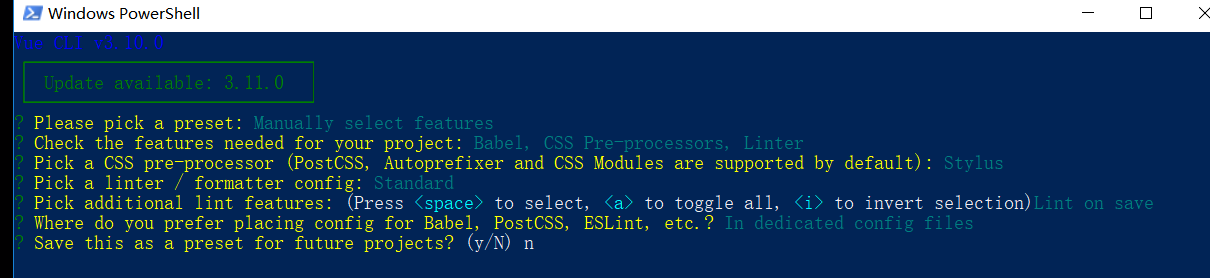 Windows PowerShell
Vue CLI v3.10.0
Update available: 3.11.0
? Please pick a preset: Manually select features
? Check the features needed for your project: Babel, CSS Pre-processors, Linter
? Pick a CSS pre-processor (PostCSS, Autoprefixer and CSS Modules are supported by default): Stylus
? Pick a linter / formatter config: Standard
? Pick additional lint features: (Press <space> to select, <a> to toggle all, <i> to invert selection)Lint on save
? Where do you prefer placing config for Babel, PostCSS, ESLint, etc.? In dedicated config files
? Save this as a preset for future projects? (y/N) n